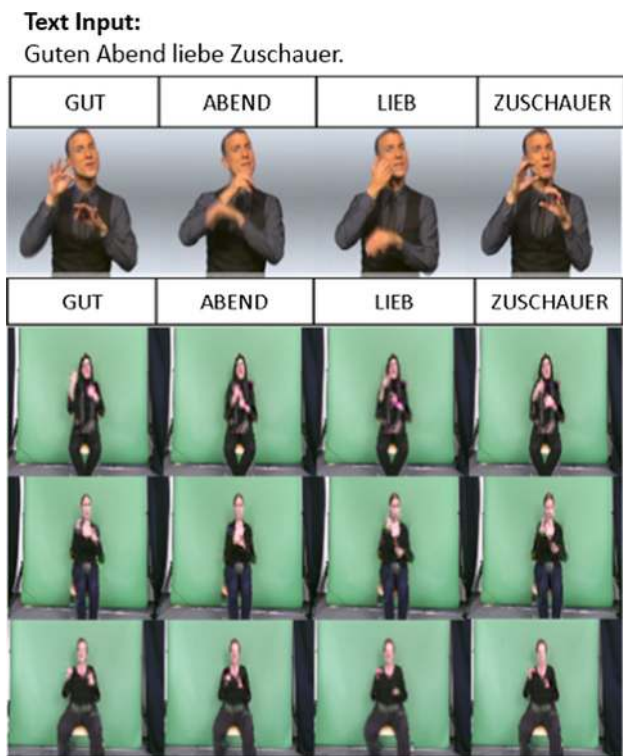 Text Input:
Guten Abend liebe Zuschauer.
GUT ABEND LIEB ZUSCHAUER
GUT ABEND LIEB ZUSCHAUER